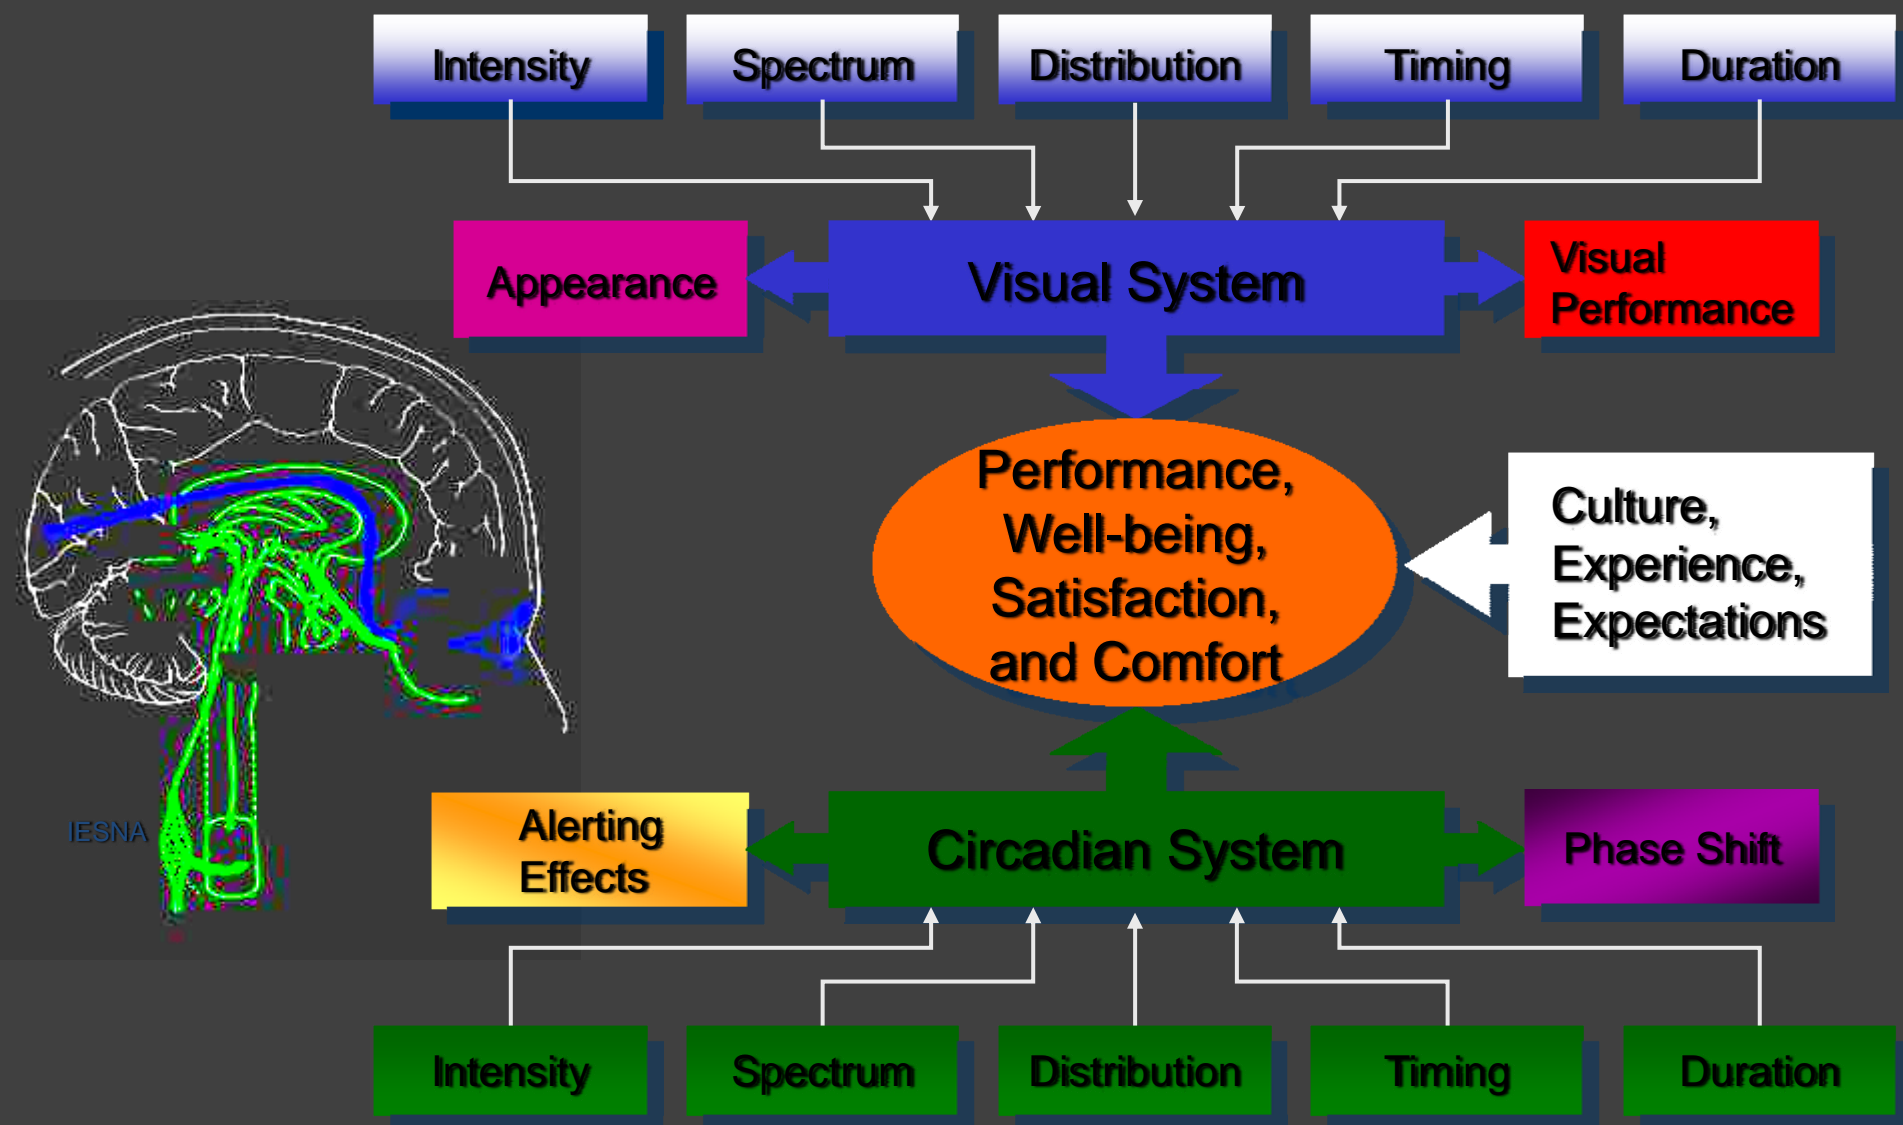 Intensity
Spectrum
Distribution
Timing
Duration
Appearance
Visual System
Visual
Performance
Performance,
Well-being,
Satisfaction,
and Comfort
Culture,
Experience,
Expectations
IESNA
Alerting
Effects
Circadian System
Phase Shift
Intensity
Spectrum
Distribution
Timing
Duration